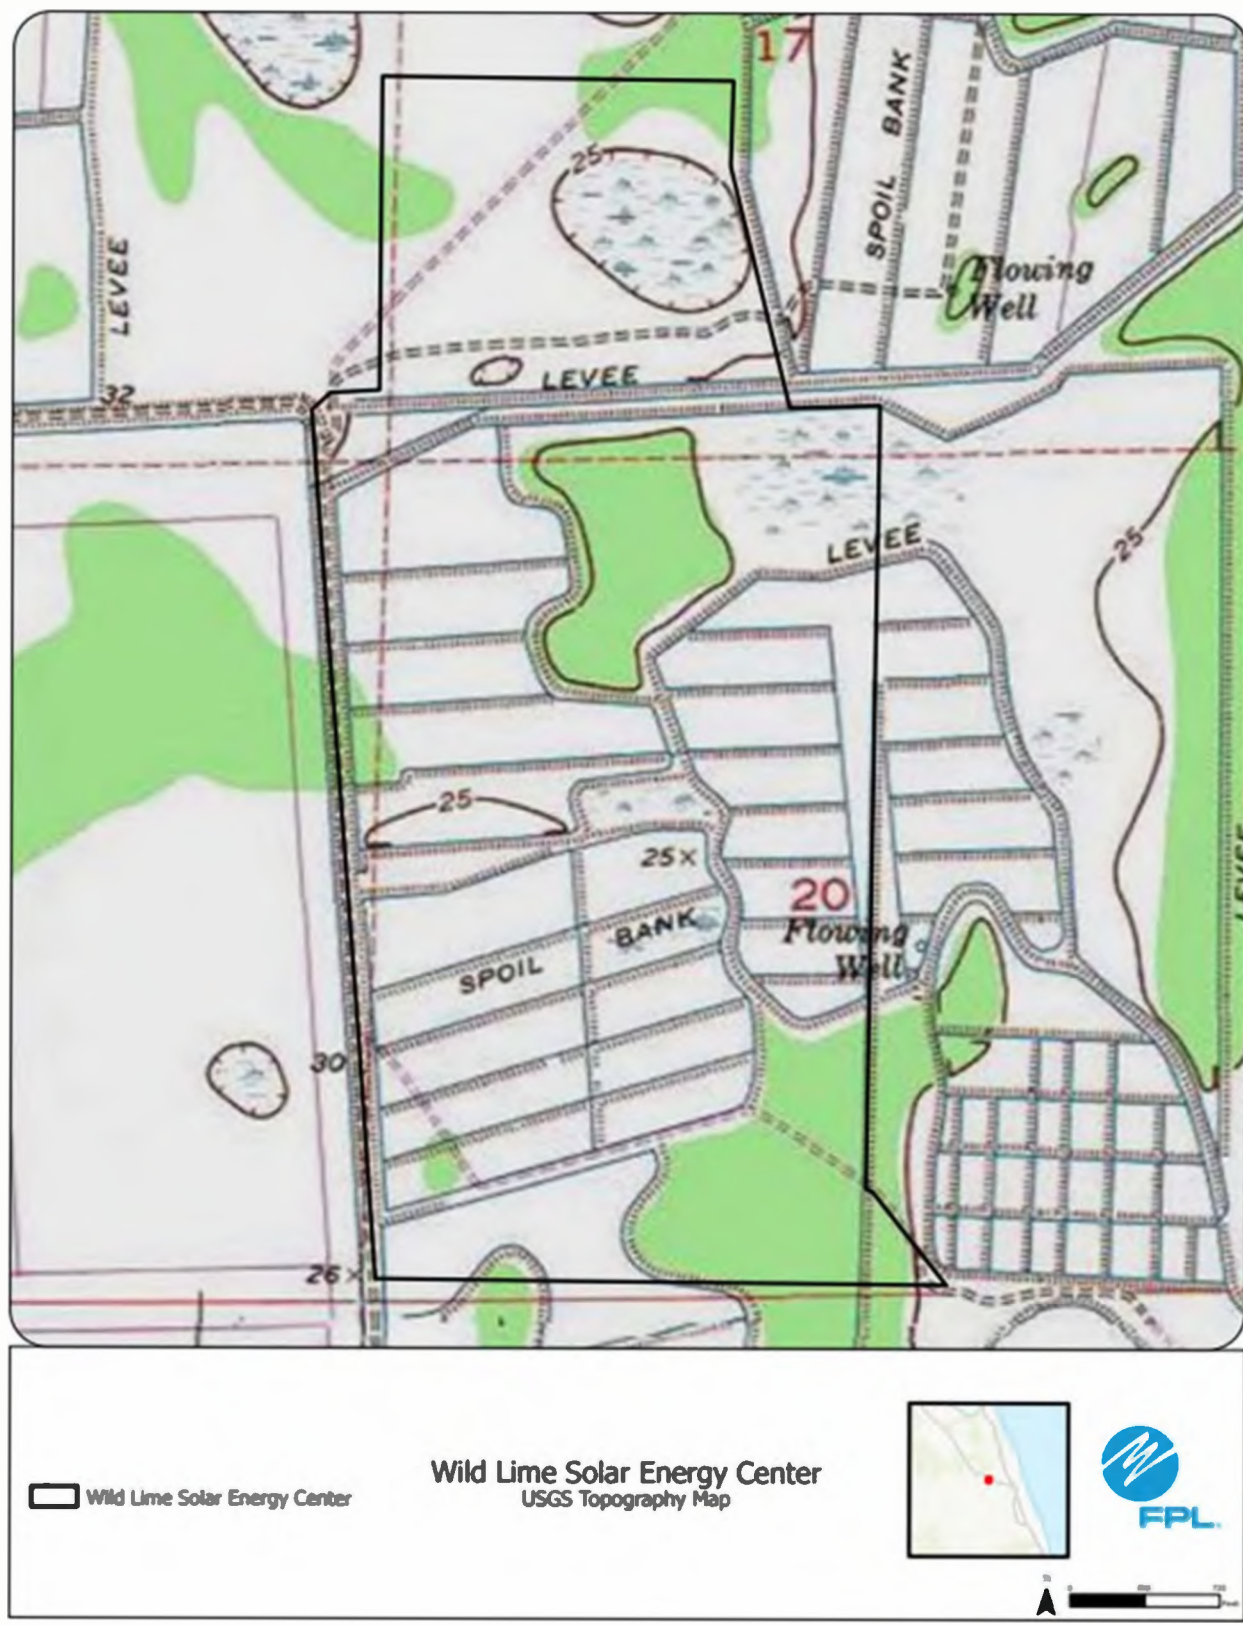 17
SPOIL BANK
25
LEVEE
Flowing
Well
32
LEVEE
LEVEE
25
25
25×
20
LEVEE
BANK
Flowing
Well
SPOIL
30
26×
Wild Lime Solar Energy Center
Wild Lime Solar Energy Center
USGS Topography Map
FPL.
0